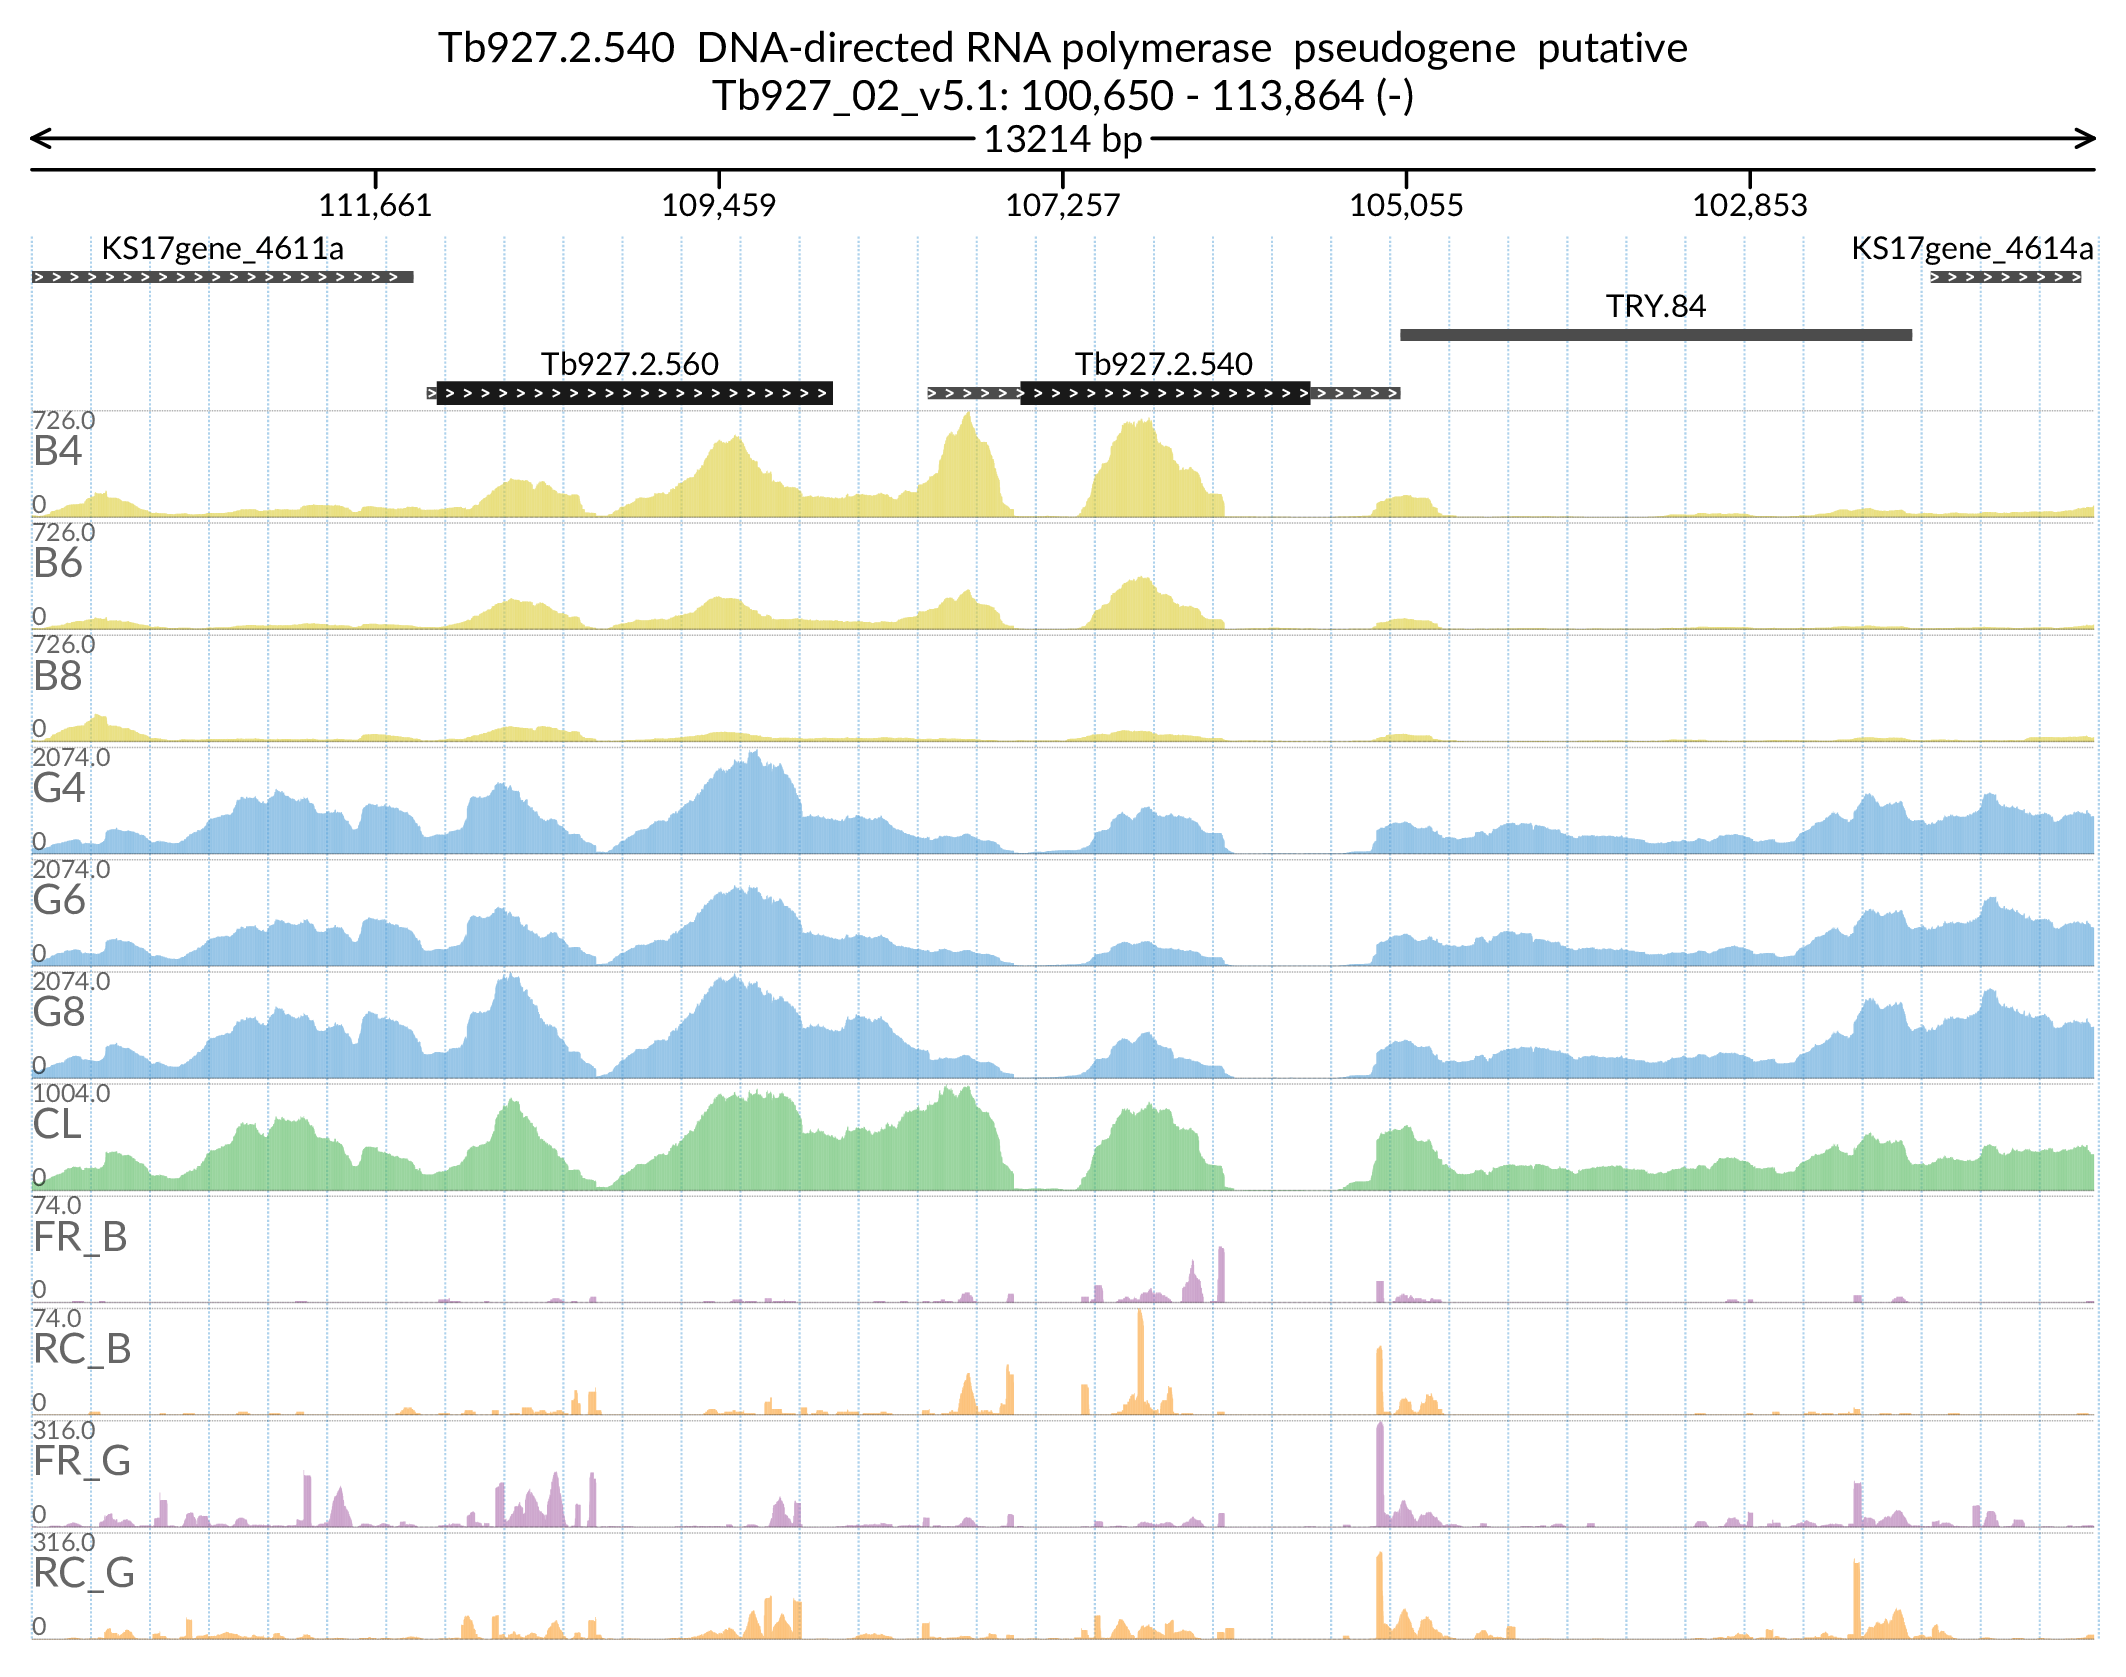 Tb927.2.540 DNA-directed RNA polymerase pseudogene putative
Tb927_02_v5.1: 100,650 - 113,864 (-)
13214 bp
111,661 109,459 107,257 105,055 102,853
KS17gene_4611a KS17gene_4614a
TRY.84
Tb927.2.560 Tb927.2.540
726.0
B4
0
726.0
B6
0
726.0
B8
0
2074.0
G4
0
2074.0
G6
0
2074.0
G8
0
1004.0
CL
0
74.0
FR_B
0
74.0
RC_B
0
316.0
FR_G
0
316.0
RC_G
0